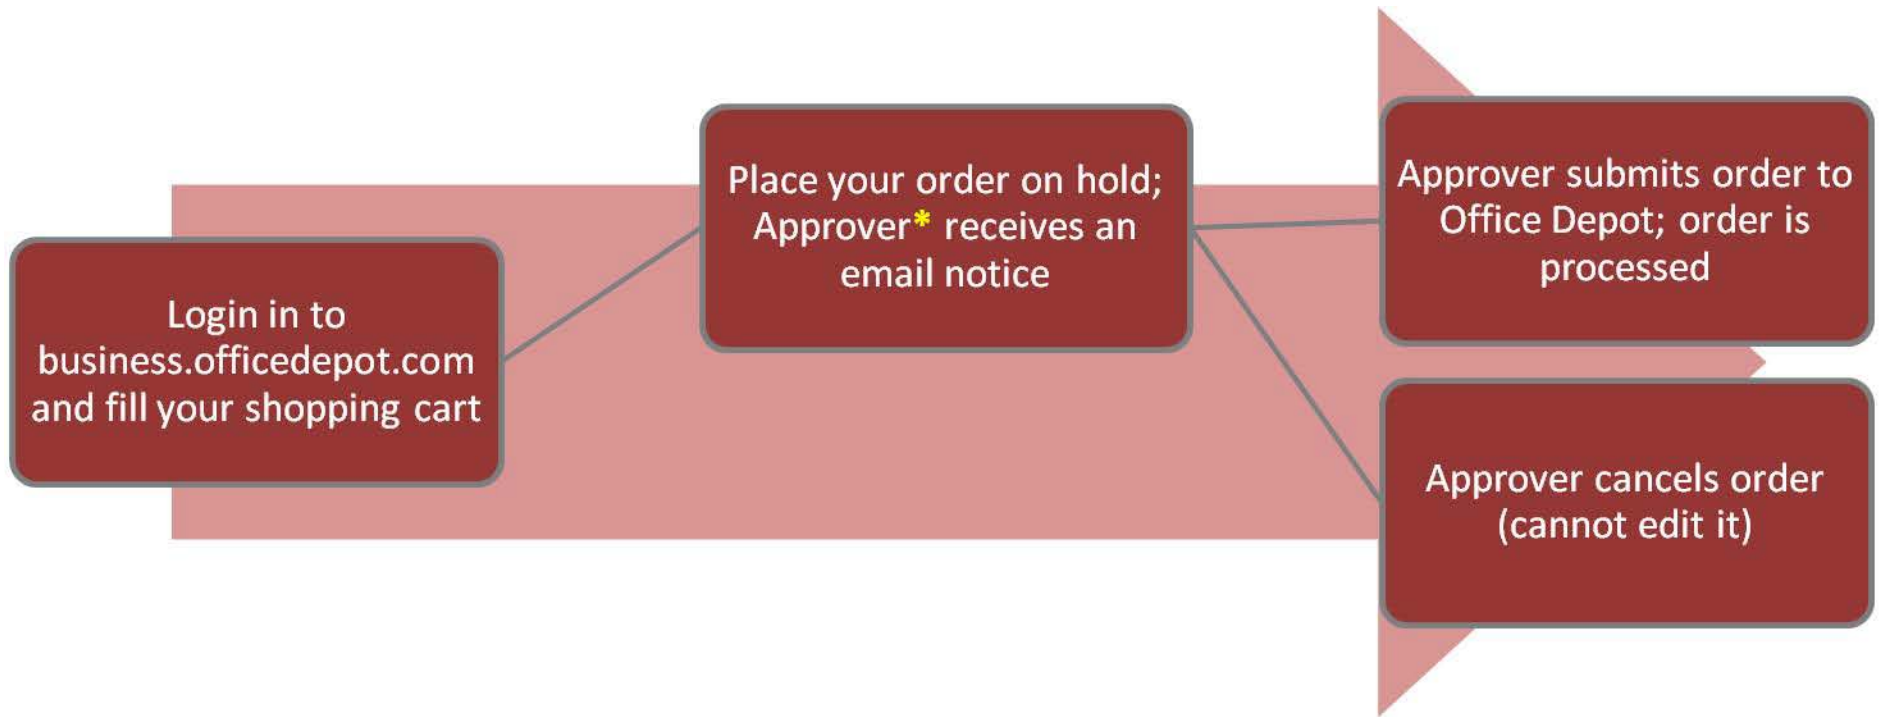 Login in to
business.officedepot.com
and fill your shopping cart
Place your order on hold;
Approver* receives an
email notice
Approver submits order to
Office Depot; order is
processed
Approver cancels order
(cannot edit it)